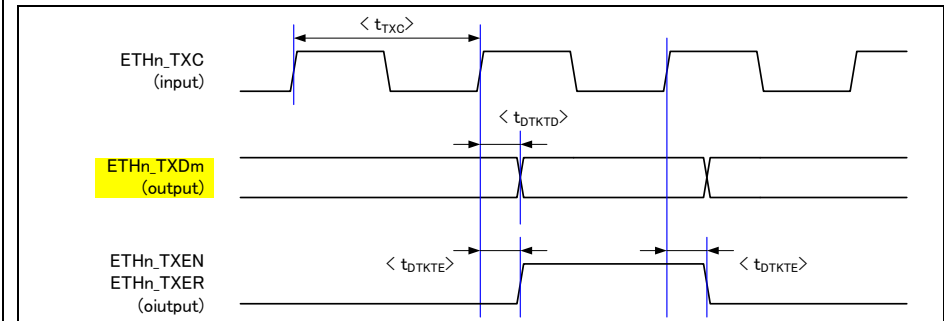 < tTXC>
ETHn_TXC
(input)
< tDTKTD>
ETHn_TXDm
(output)
ETHn_TXEN
ETHn_TXER
(oiutput)
< tDTKTE>
< tDTKTE>